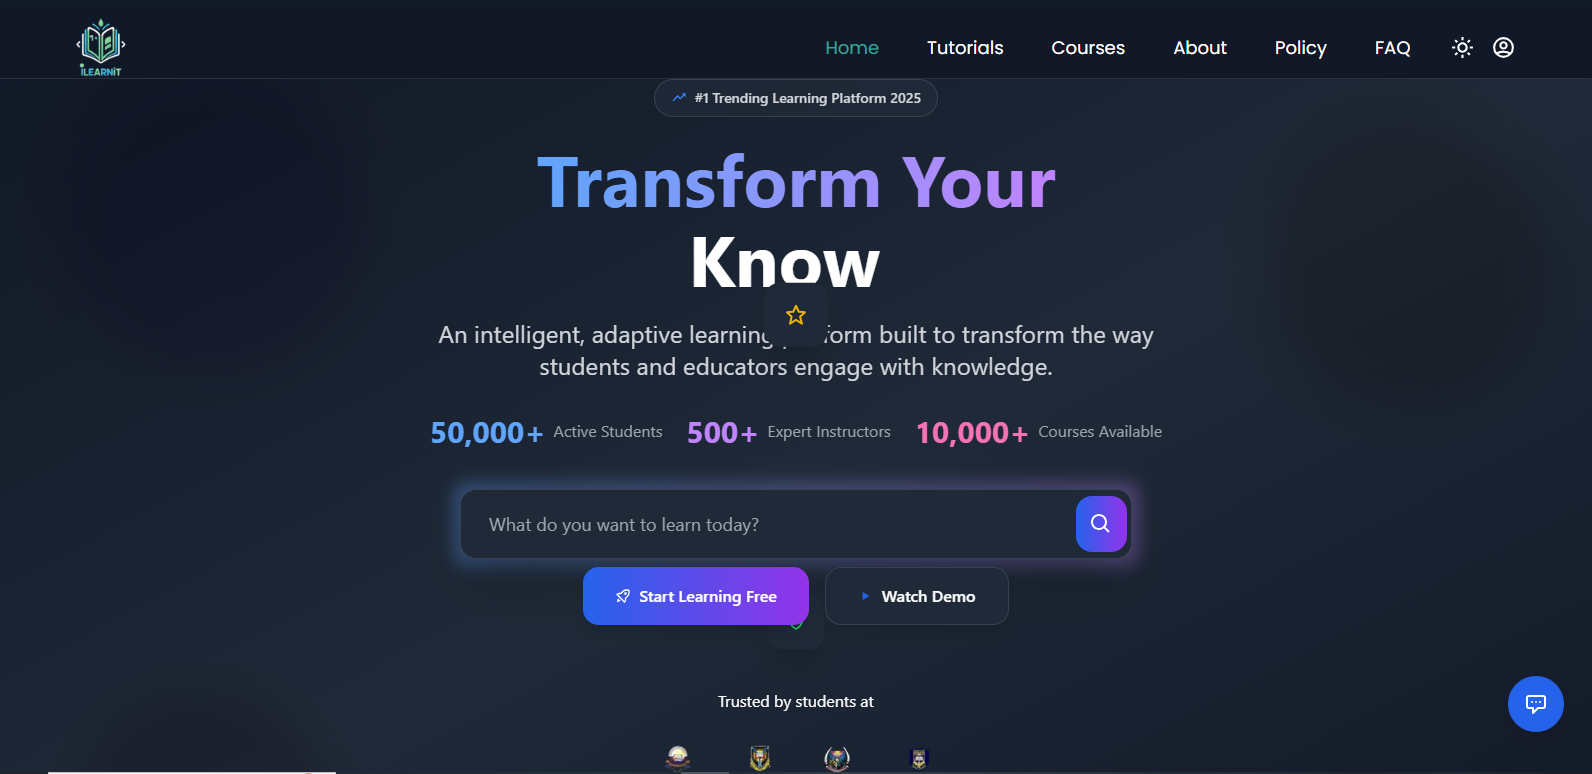 iLEARNiT
Home Tutorials Courses About Policy FAQ
#1 Trending Learning Platform 2025
Transform Your
Know
An intelligent, adaptive learning form built to transform the way
students and educators engage with knowledge.
50,000+ Active Students 500+ Expert Instructors 10,000+ Courses Available
What do you want to learn today?
Start Learning Free Watch Demo
Trusted by students at